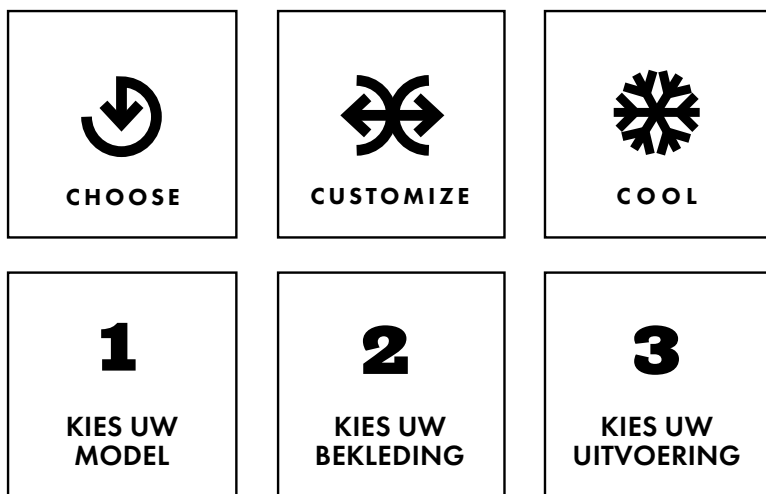 CHOOSE
CUSTOMIZE
COOL
1
KIES UW
MODEL
2
KIES UW
BEKLEDING
3
KIES UW
UITVOERING